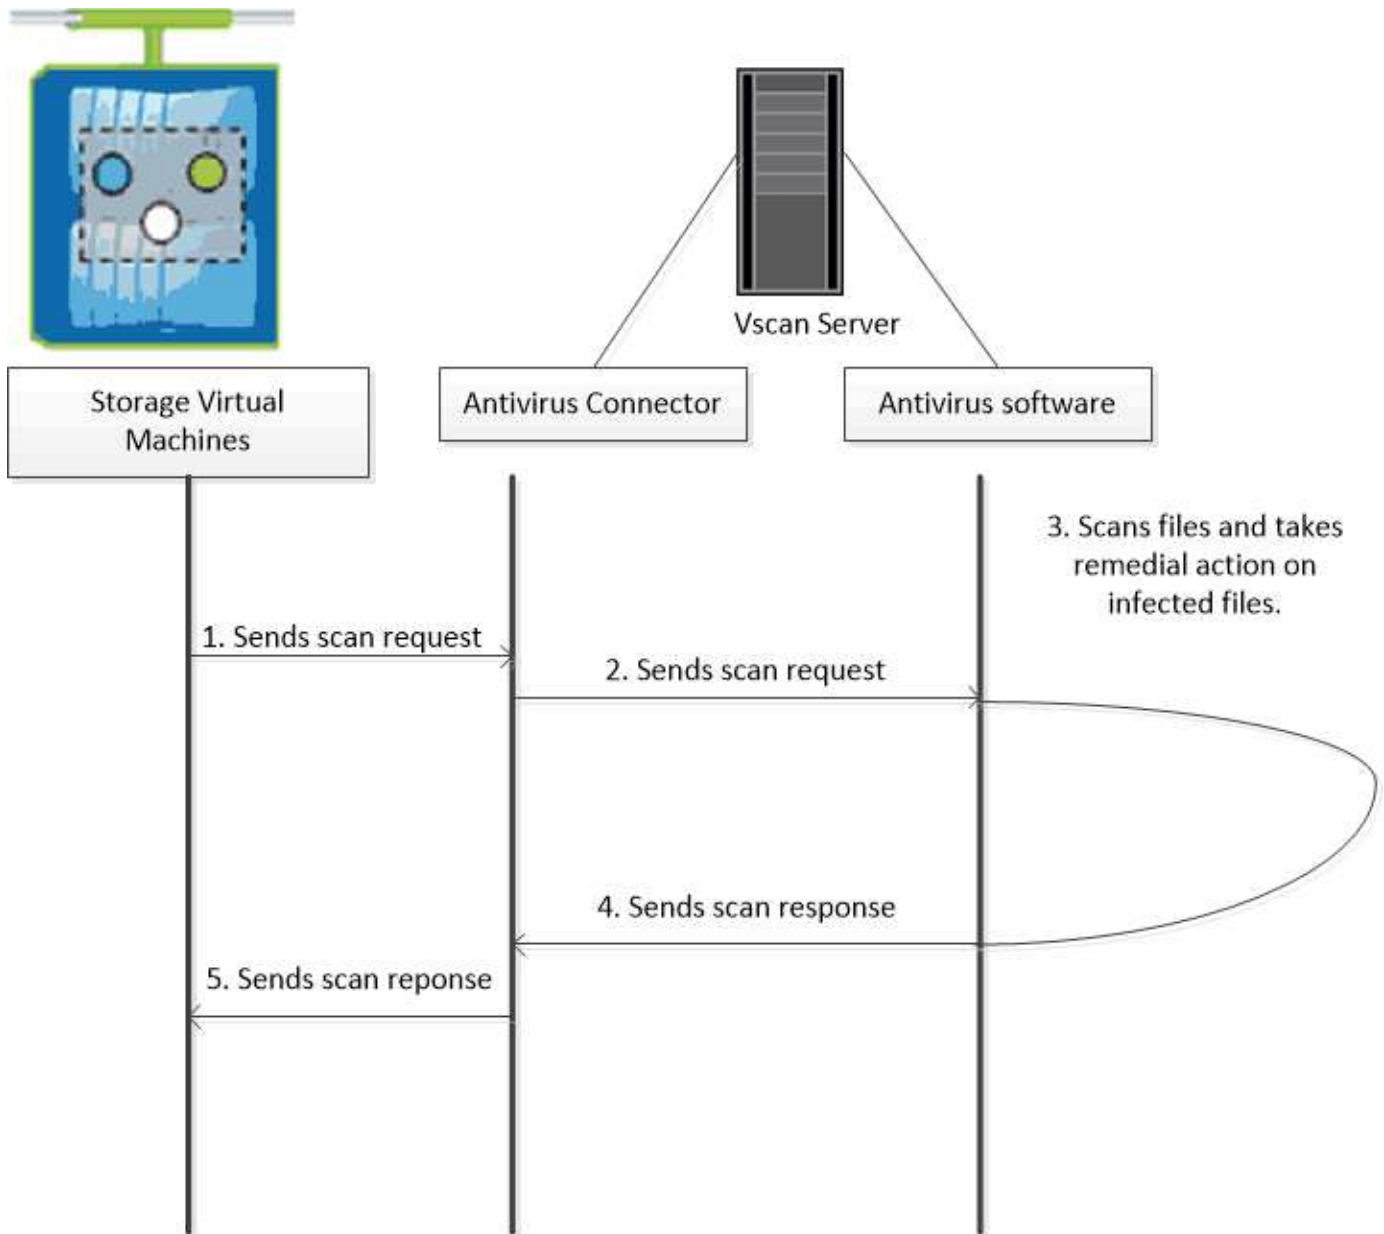 Vscan Server
Storage Virtual
Machines
Antivirus Connector
Antivirus software
3. Scans files and takes
remedial action on
infected files.
1. Sends scan request
2. Sends scan request
4. Sends scan response
5. Sends scan reponse